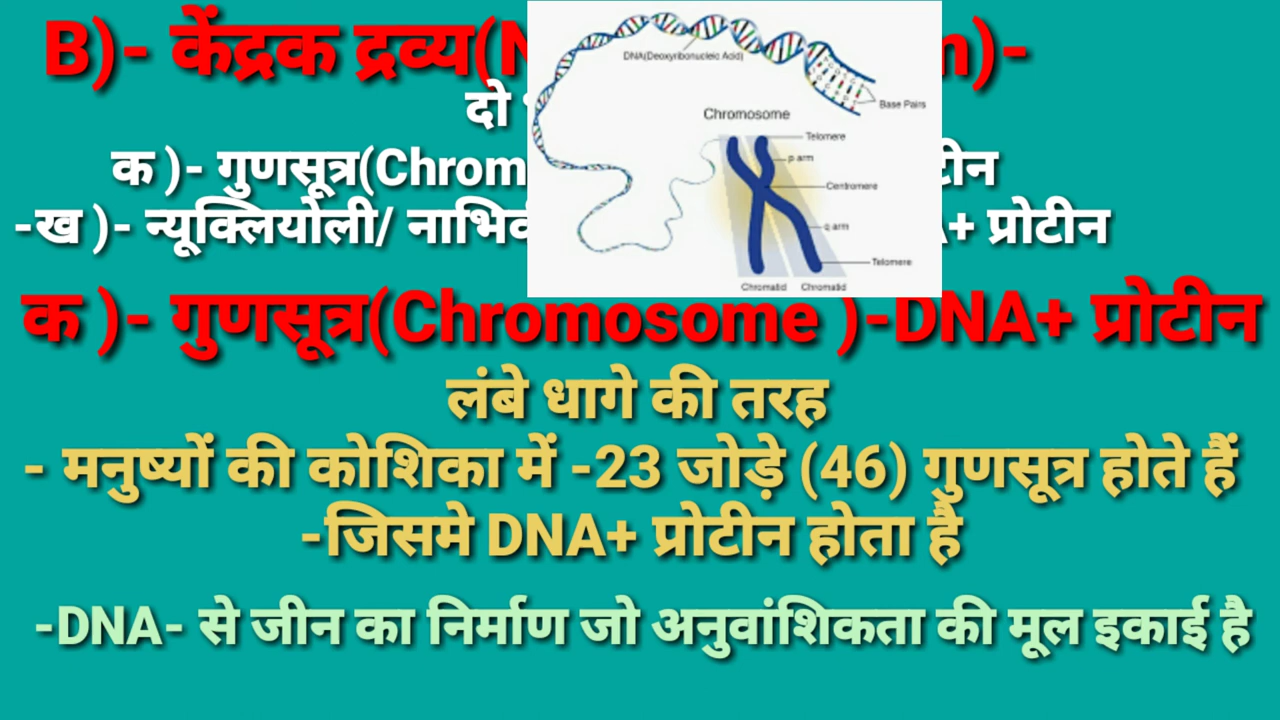 B)- केंद्रक द्रव्य(
)-
दो
क )- गुणसूत्र(Chrom
-ख )- न्यूक्लियोली/
+ प्रोटीन
DNA(Deoxyribonucleic Acid)
Base Pairs
Chromosome
Telomere
p arm
Centromere
q arm
Telomere
Chromatid Chromatid
क )- गुणसूत्र(Chromosome )-DNA+ प्रोटीन
लंबे धागे की तरह
- मनुष्यों की कोशिका में -23 जोड़े (46) गुणसूत्र होते हैं
-जिसमे DNA+ प्रोटीन होता है
-DNA- से जीन का निर्माण जो अनुवांशिकता की मूल इकाई है